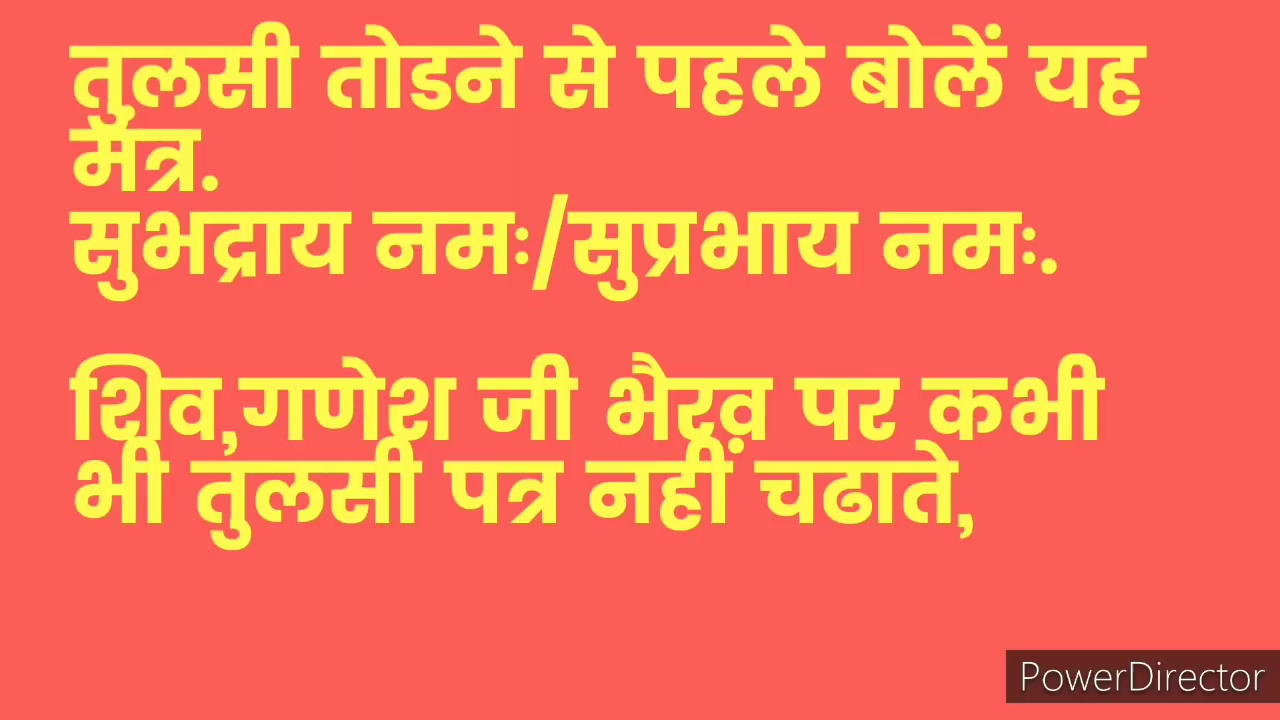 तुलसी तोडने से पहले बोलें यह
मंत्र.
सुभद्राय नमः/सुप्रभाय नमः.
शिव,गणेश जी भैरव पर कभी
भी तुलसी पत्र नहीं चढाते,
PowerDirector